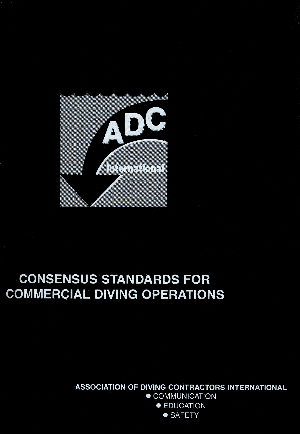 ADC
International
CONSENSUS STANDARDS FOR
COMMERCIAL DIVING OPERATIONS
ASSOCIATION OF DIVING CONTRACTORS INTERNATIONAL
● COMMUNICATION
● EDUCATION
● SAFETY